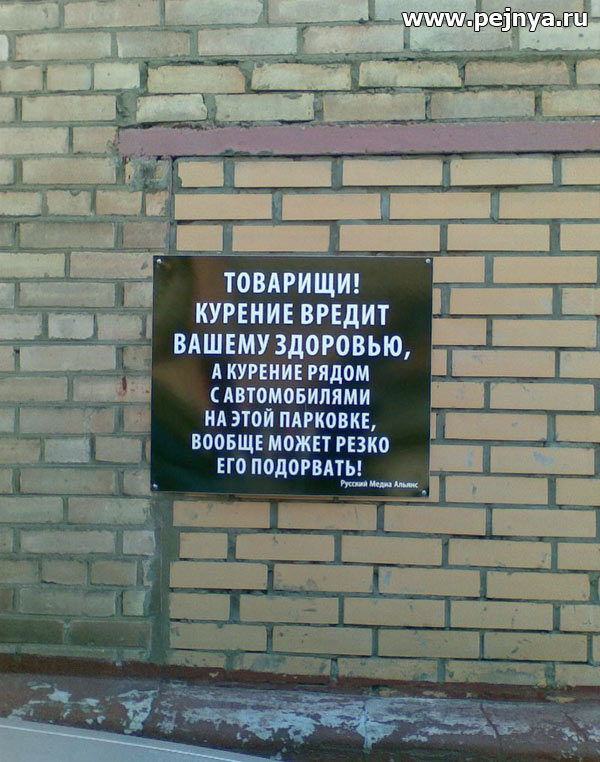 www.pejnya.ru
ТОВАРИЩИ!
КУРЕНИЕ ВРЕДИТ
ВАШЕМУ ЗДОРОВЬЮ,
А КУРЕНИЕ РЯДОМ
С АВТОМОБИЛЯМИ
НА ЭТОЙ ПАРКОВКЕ,
ВООБЩЕ МОЖЕТ РЕЗКО
ЕГО ПОДОРВАТЬ!
Русский Медиа Альянс